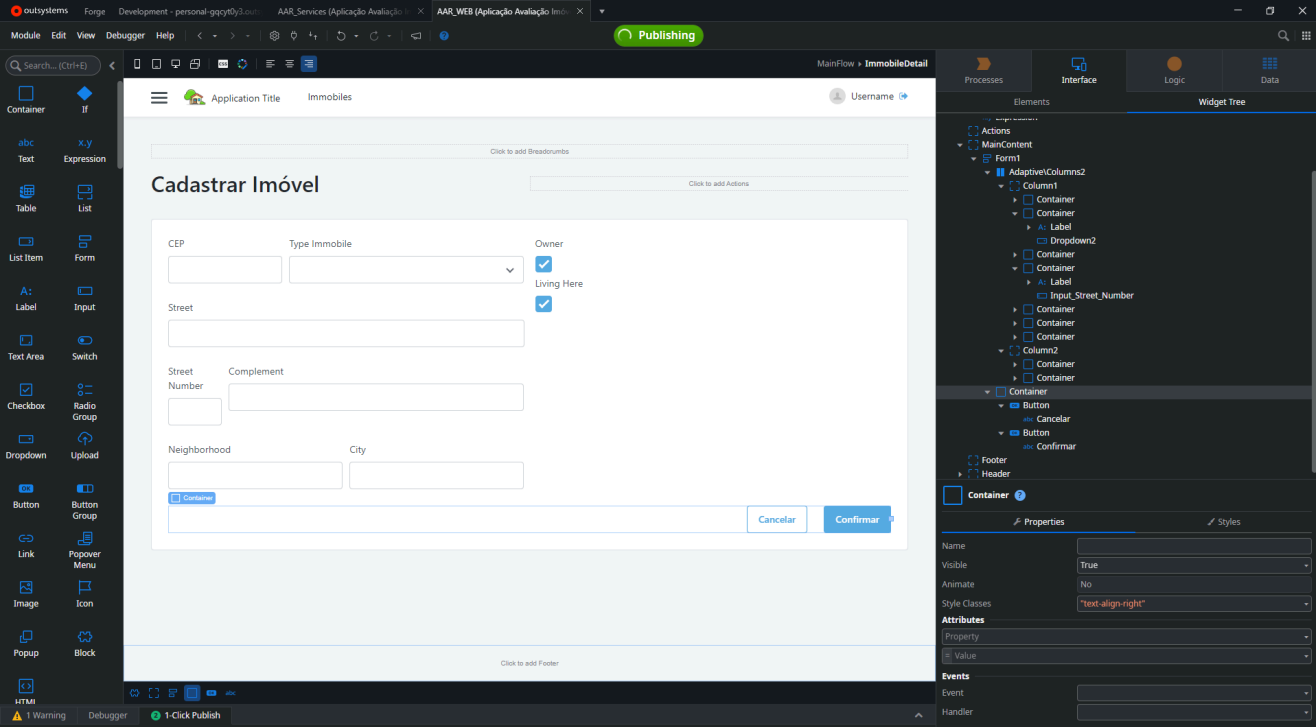 outsystems Forge Development - personal-gqcyt0y3.out AAR_Services (Aplicação Avaliação I AAR_WEB (Aplicação Avaliação Imóv
Module Edit View Debugger Help Publishing
Search... (Ctrl+E) MainFlow ImmobileDetail
Processes Interface Logic Data
Elements Widget Tree
Container If
abc Text x.y Expression
Table List
List Item Form
A: Label Input
Text Area Switch
Checkbox Radio Group
Dropdown Upload
OK Button Button Group
Link Popover Menu
Image Icon
Popup Block
HTML
Application Title Immobiles Username
Click to add Breadcrumbs
Cadastrar Imóvel Click to add Actions
CEP Type Immobile Owner
Living Here
Street
Street Number Complement
Neighborhood City
Container
Cancelar Confirmar
Click to add Footer
Expression
Actions
MainContent
Form1
Adaptive\Columns2
Column1
Container
Container
A: Label
Dropdown2
Container
Container
A: Label
Input_Street_Number
Container
Container
Container
Column2
Container
Container
Container
OK Button
abc Cancelar
OK Button
abc Confirmar
Footer
Header
Container ?
Properties Styles
Name
Visible True
Animate No
Style Classes "text-align-right"
Attributes
Property
= Value
Events
Event
Handler
1 Warning Debugger 1-Click Publish